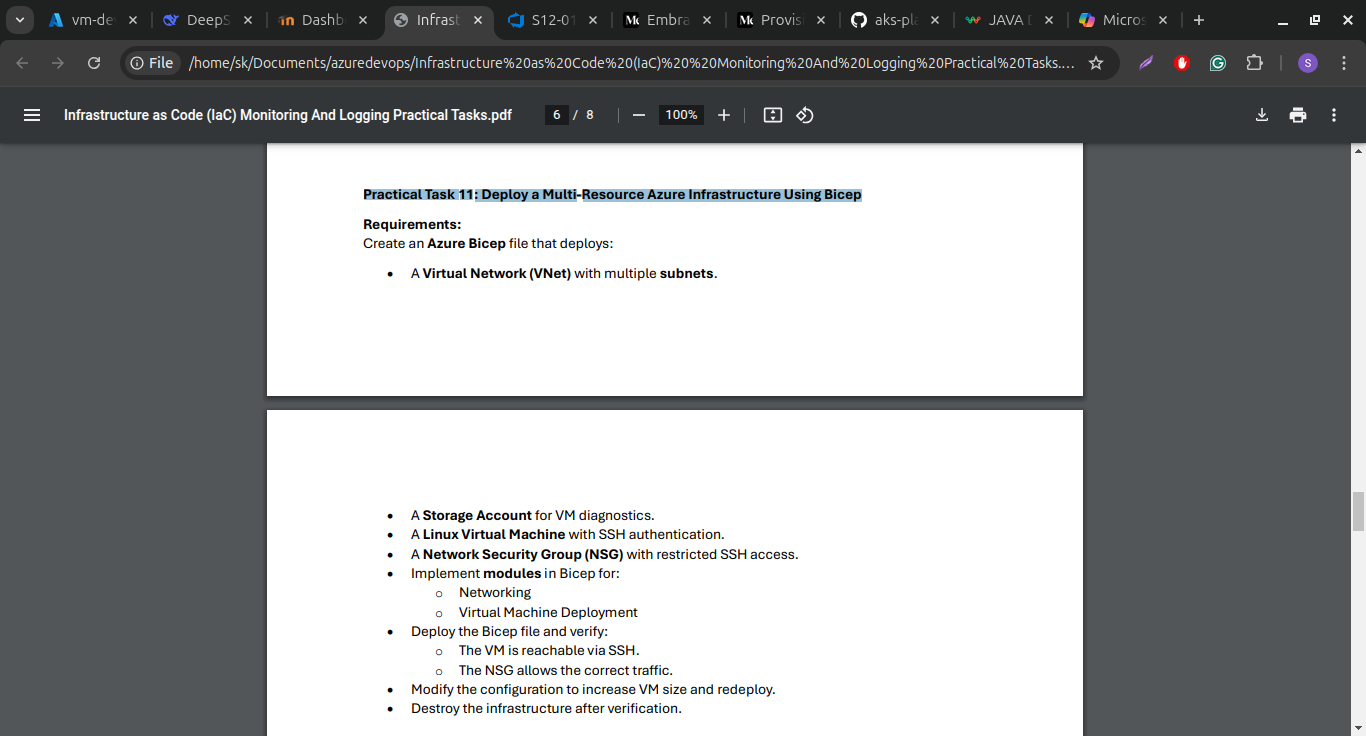 vm-de
DeepS
Dashb
Infrast
S12-01
Embra
Provisi
aks-pla
JAVA
Micros
File
/home/sk/Documents/azuredevops/Infrastructure%20as%20Code%20(IaC)%20%20Monitoring%20And%20Logging%20Practical%20Tasks....
S
Infrastructure as Code (IaC) Monitoring And Logging Practical Tasks.pdf
6 / 8
100%
Practical Task 11: Deploy a Multi-Resource Azure Infrastructure Using Bicep
Requirements:
Create an Azure Bicep file that deploys:
• A Virtual Network (VNet) with multiple subnets.
• A Storage Account for VM diagnostics.
• A Linux Virtual Machine with SSH authentication.
• A Network Security Group (NSG) with restricted SSH access.
• Implement modules in Bicep for:
o Networking
o Virtual Machine Deployment
• Deploy the Bicep file and verify:
o The VM is reachable via SSH.
o The NSG allows the correct traffic.
• Modify the configuration to increase VM size and redeploy.
• Destroy the infrastructure after verification.